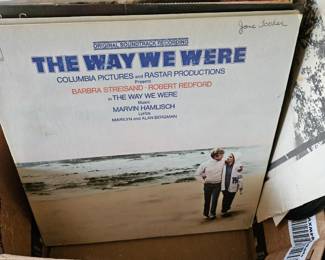 ORIGINAL SOUNDTRACK RECORDING
THE WAY WE WERE
COLUMBIA PICTURES and RASTAR PRODUCTIONS
Presents
BARBRA STREISAND · ROBERT REDFORD
in THE WAY WE WERE
Music
MARVIN HAMLISCH
Lyrics
MARILYN and ALAN BERGMAN